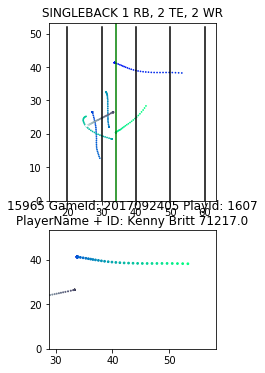 SINGLEBACK 1 RB, 2 TE, 2 WR
50
40
30
20
10
0
20 30 40 50 60
15965 GameId: 2017092405 PlayId: 1607
PlayerName + ID: Kenny Britt 71217.0
40
20
0
30 40 50